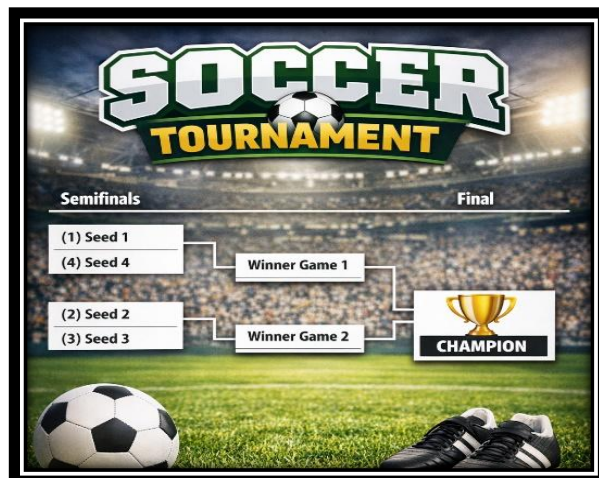 SOCCER
TOURNAMENT
Semifinals
Final
(1) Seed 1
(4) Seed 4
Winner Game 1
(2) Seed 2
(3) Seed 3
Winner Game 2
CHAMPION